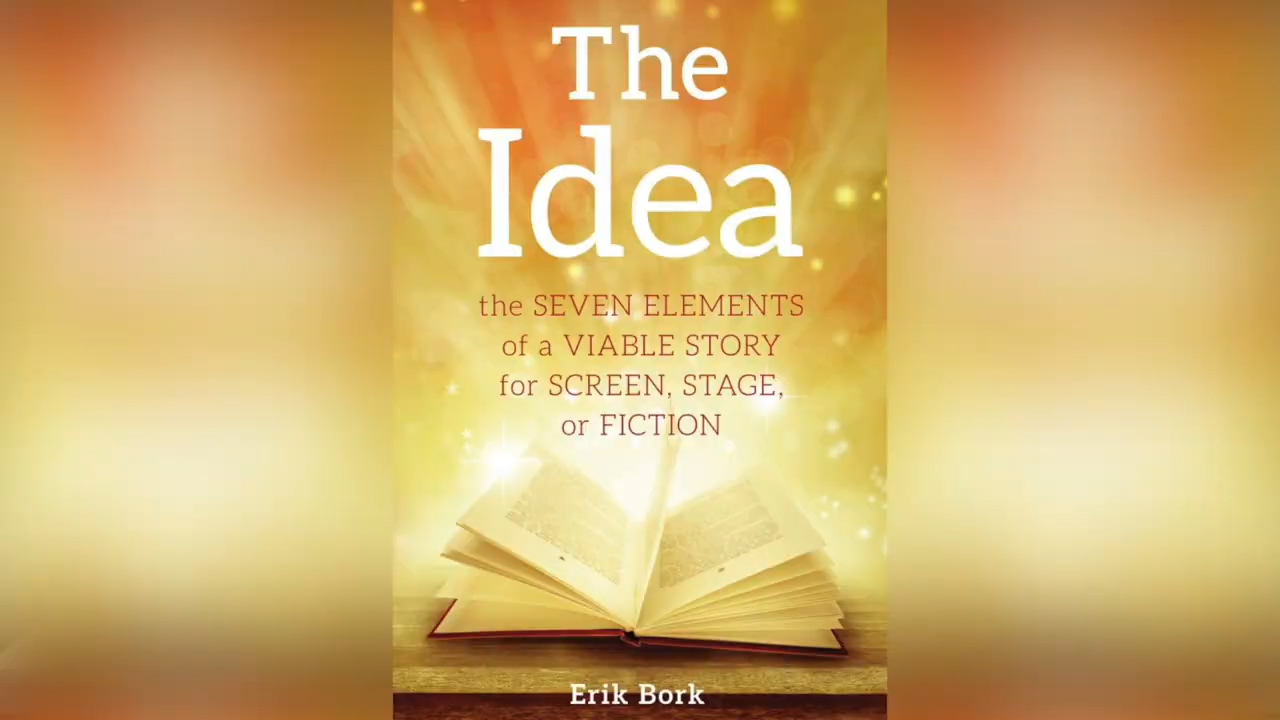 The
Idea
the SEVEN ELEMENTS
of a VIABLE STORY
for SCREEN, STAGE,
or FICTION
Erik Bork